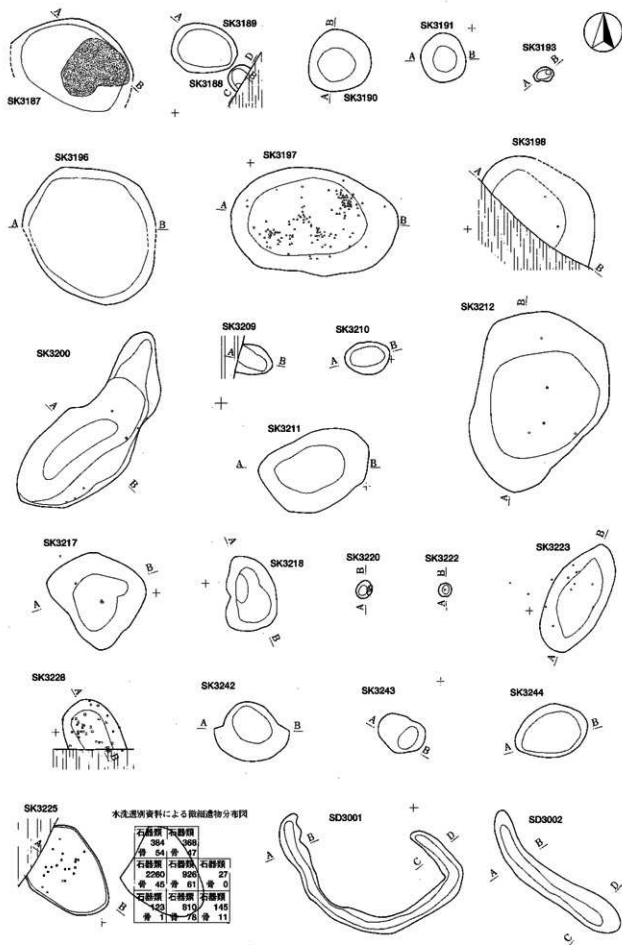 SK3187
A
B
SK3189
A
SK3188
B
C
D
SK3190
B
A
SK3191
A
B
SK3193
A
B
SK3196
A
B
SK3197
A
B
SK3198
A
B
SK3200
A
B
SK3209
A
B
SK3210
A
B
SK3211
A
B
SK3212
B
A
SK3217
A
B
SK3218
A
B
SK3220
B
A
SK3222
B
A
SK3223
B
A
SK3228
A
B
SK3242
A
B
SK3243
A
B
SK3244
A
B
SK3225
A
B
水洗選別資料による微細遺物分布図
石器類 石器類
384 368
骨 54 骨 47
石器類 石器類 石器類
2260 926 27
骨 45 骨 61 骨 0
石器類 石器類 石器類
123 810 145
骨 1 骨 78 骨 11
SD3001
A
B
C
D
SD3002
A
B
C
D